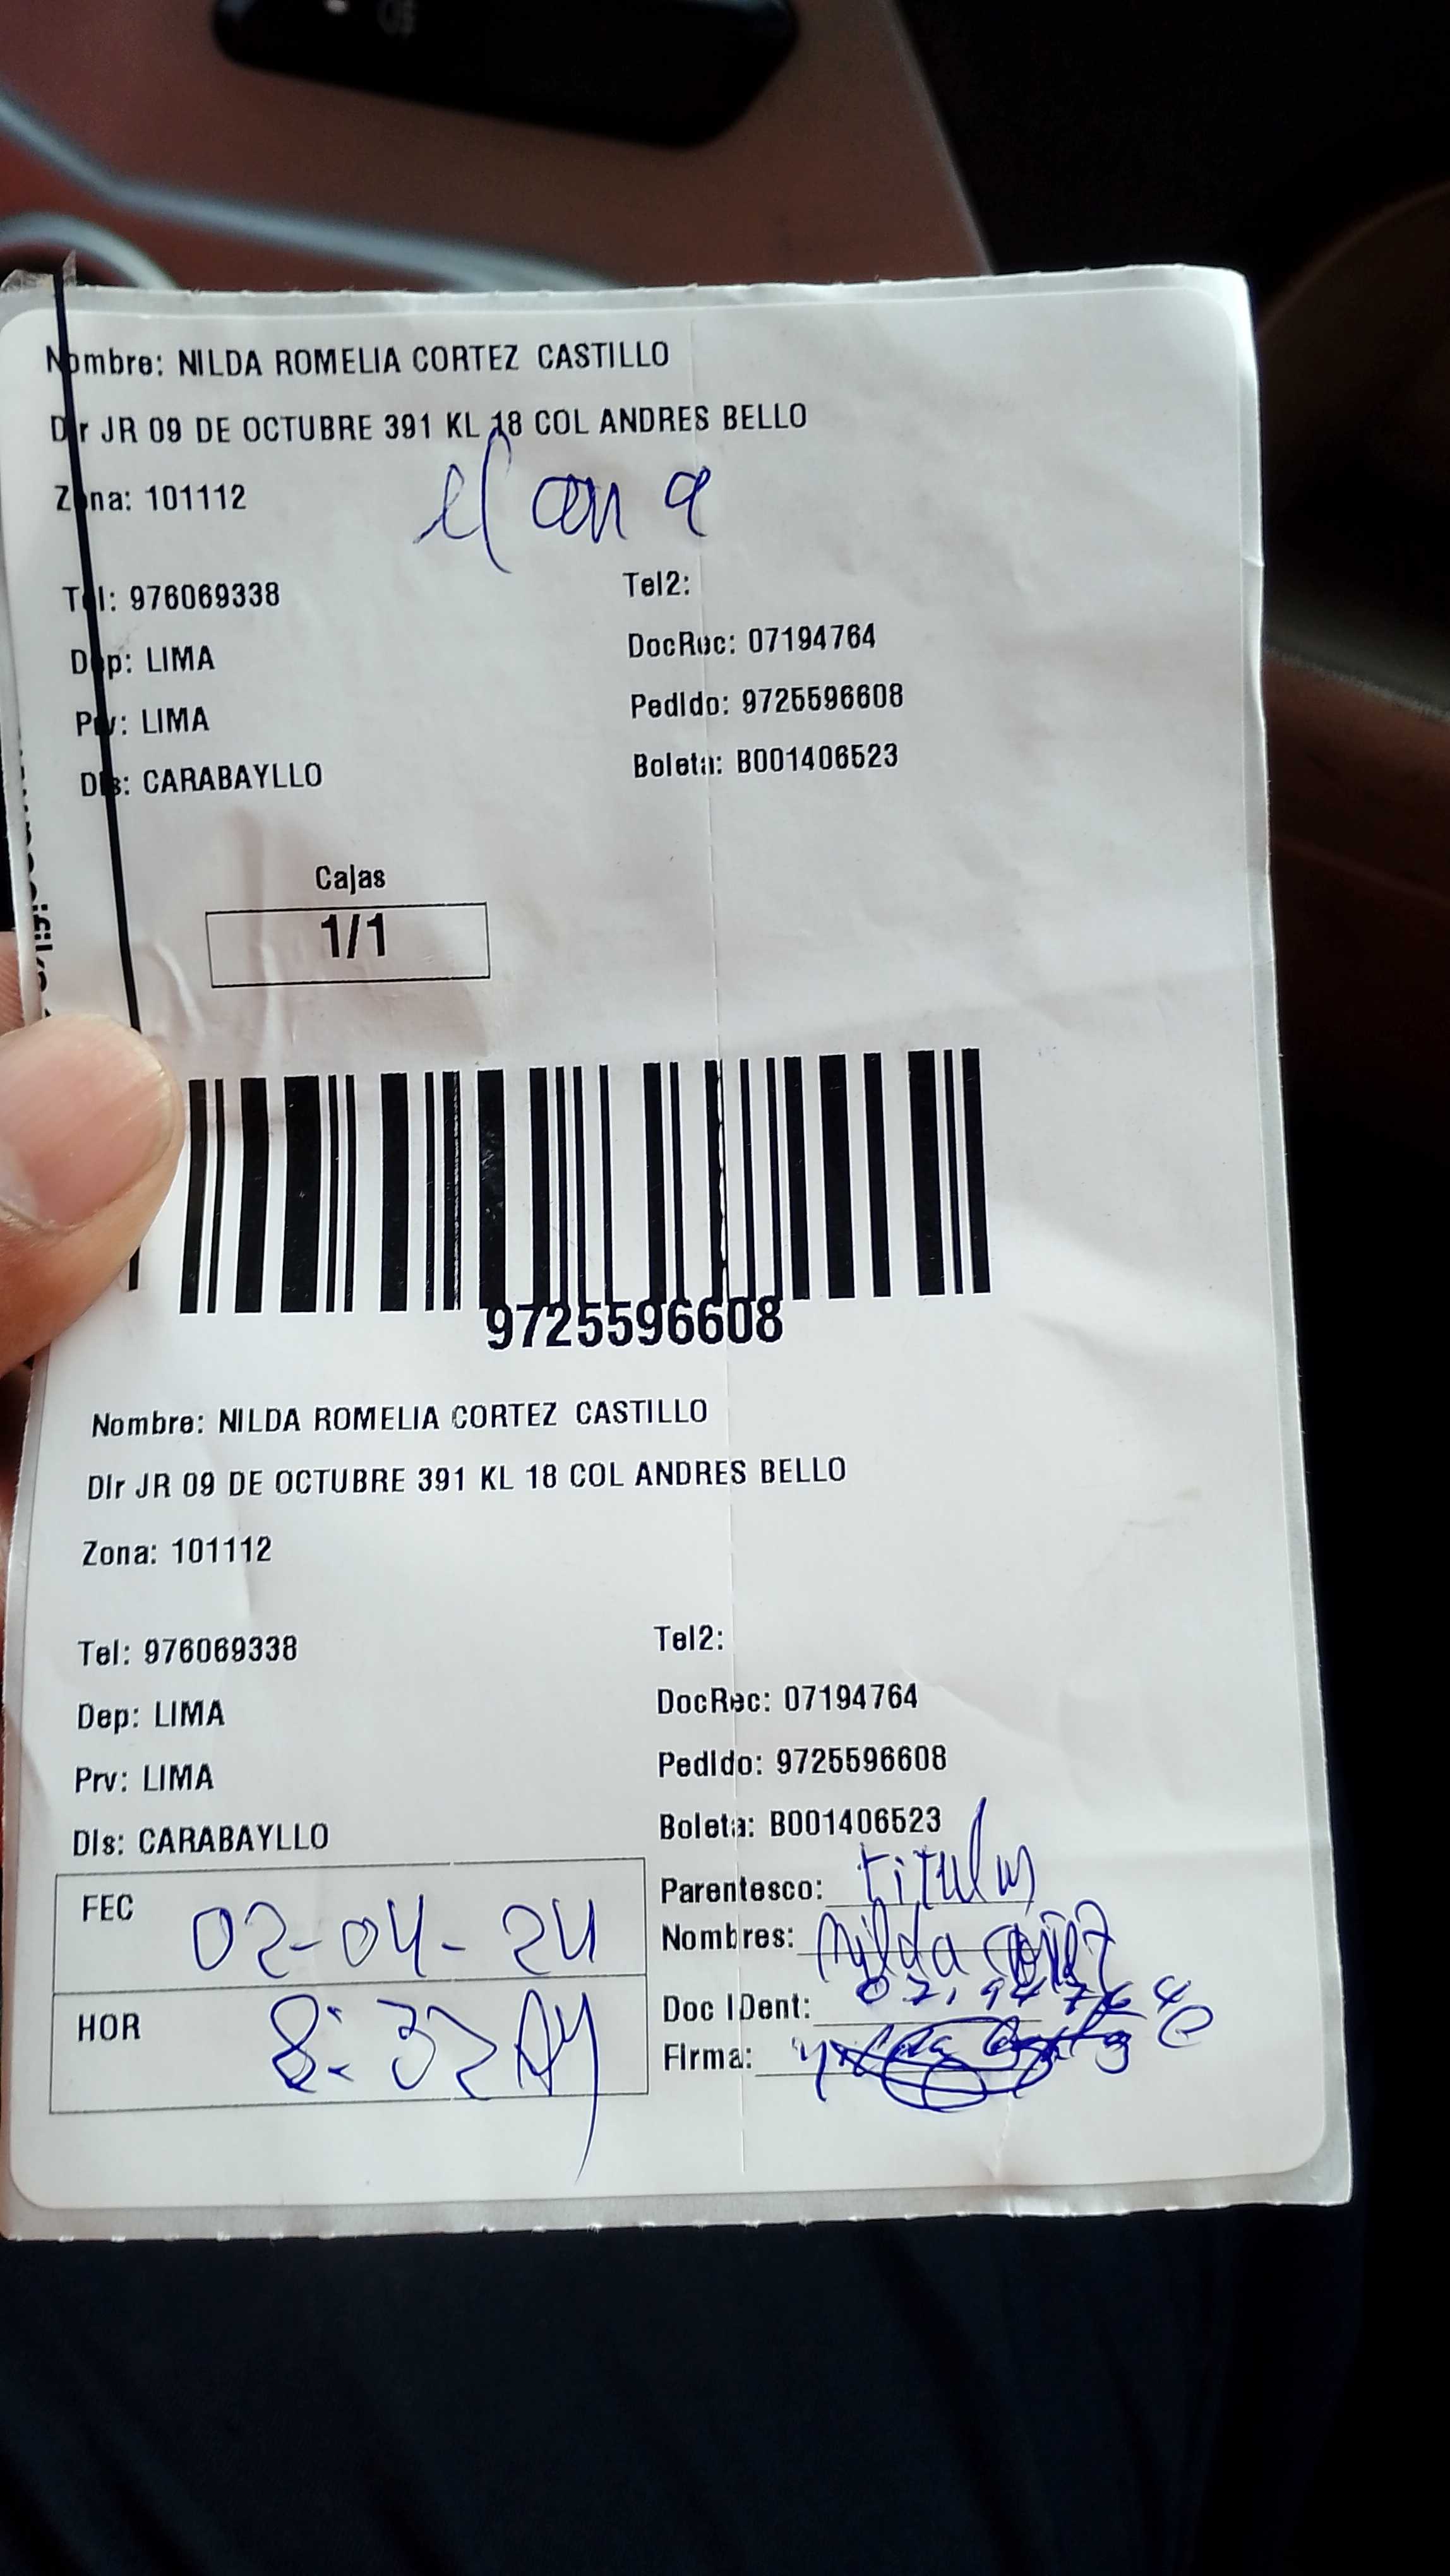 Nombre: NILDA ROMELIA CORTEZ CASTILLO
Dir JR 09 DE OCTUBRE 391 KL 18 COL ANDRES BELLO
Zona: 101112
Tel: 976069338
Tel2:
Dep: LIMA
DocRec: 07194764
Prv: LIMA
Pedido: 9725596608
Dis: CARABAYLLO
Boleta: B001406523
Cajas
1/1
9725596608
Nombre: NILDA ROMELIA CORTEZ CASTILLO
Dir JR 09 DE OCTUBRE 391 KL 18 COL ANDRES BELLO
Zona: 101112
Tel: 976069338
Tel2:
Dep: LIMA
DocRec: 07194764
Prv: LIMA
Pedido: 9725596608
Dis: CARABAYLLO
Boleta: B001406523
FEC 02-04-24
Parentesco: titular
Nombres: Nilda Cortez
HOR 8:32 AM
Doc IDent: 07194764
Firma: